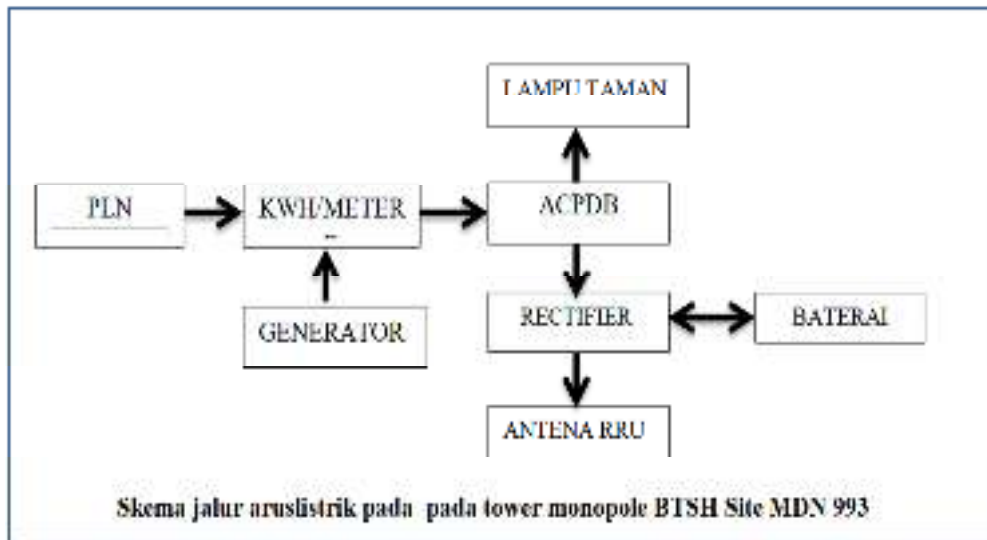 LAMPU TAMAN
PLN
KWH/METER
ACPDB
GENERATOR
RECTIFIER
BATERAI
ANTENA RRU
Skema jalur aruslistrik pada pada tower monopole BTSH Site MDN 993